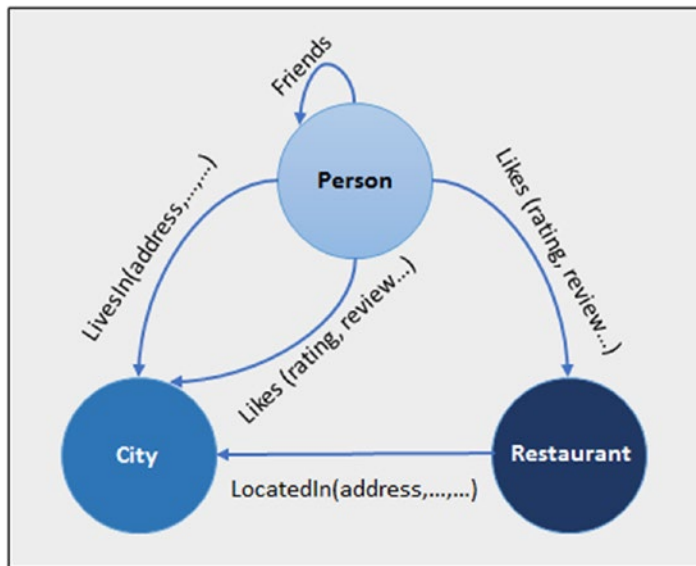 Friends
Person
LivesIn(address,...,...)
Likes (rating, review...)
Likes (rating, review...)
City
Restaurant
LocatedIn(address,...,...)